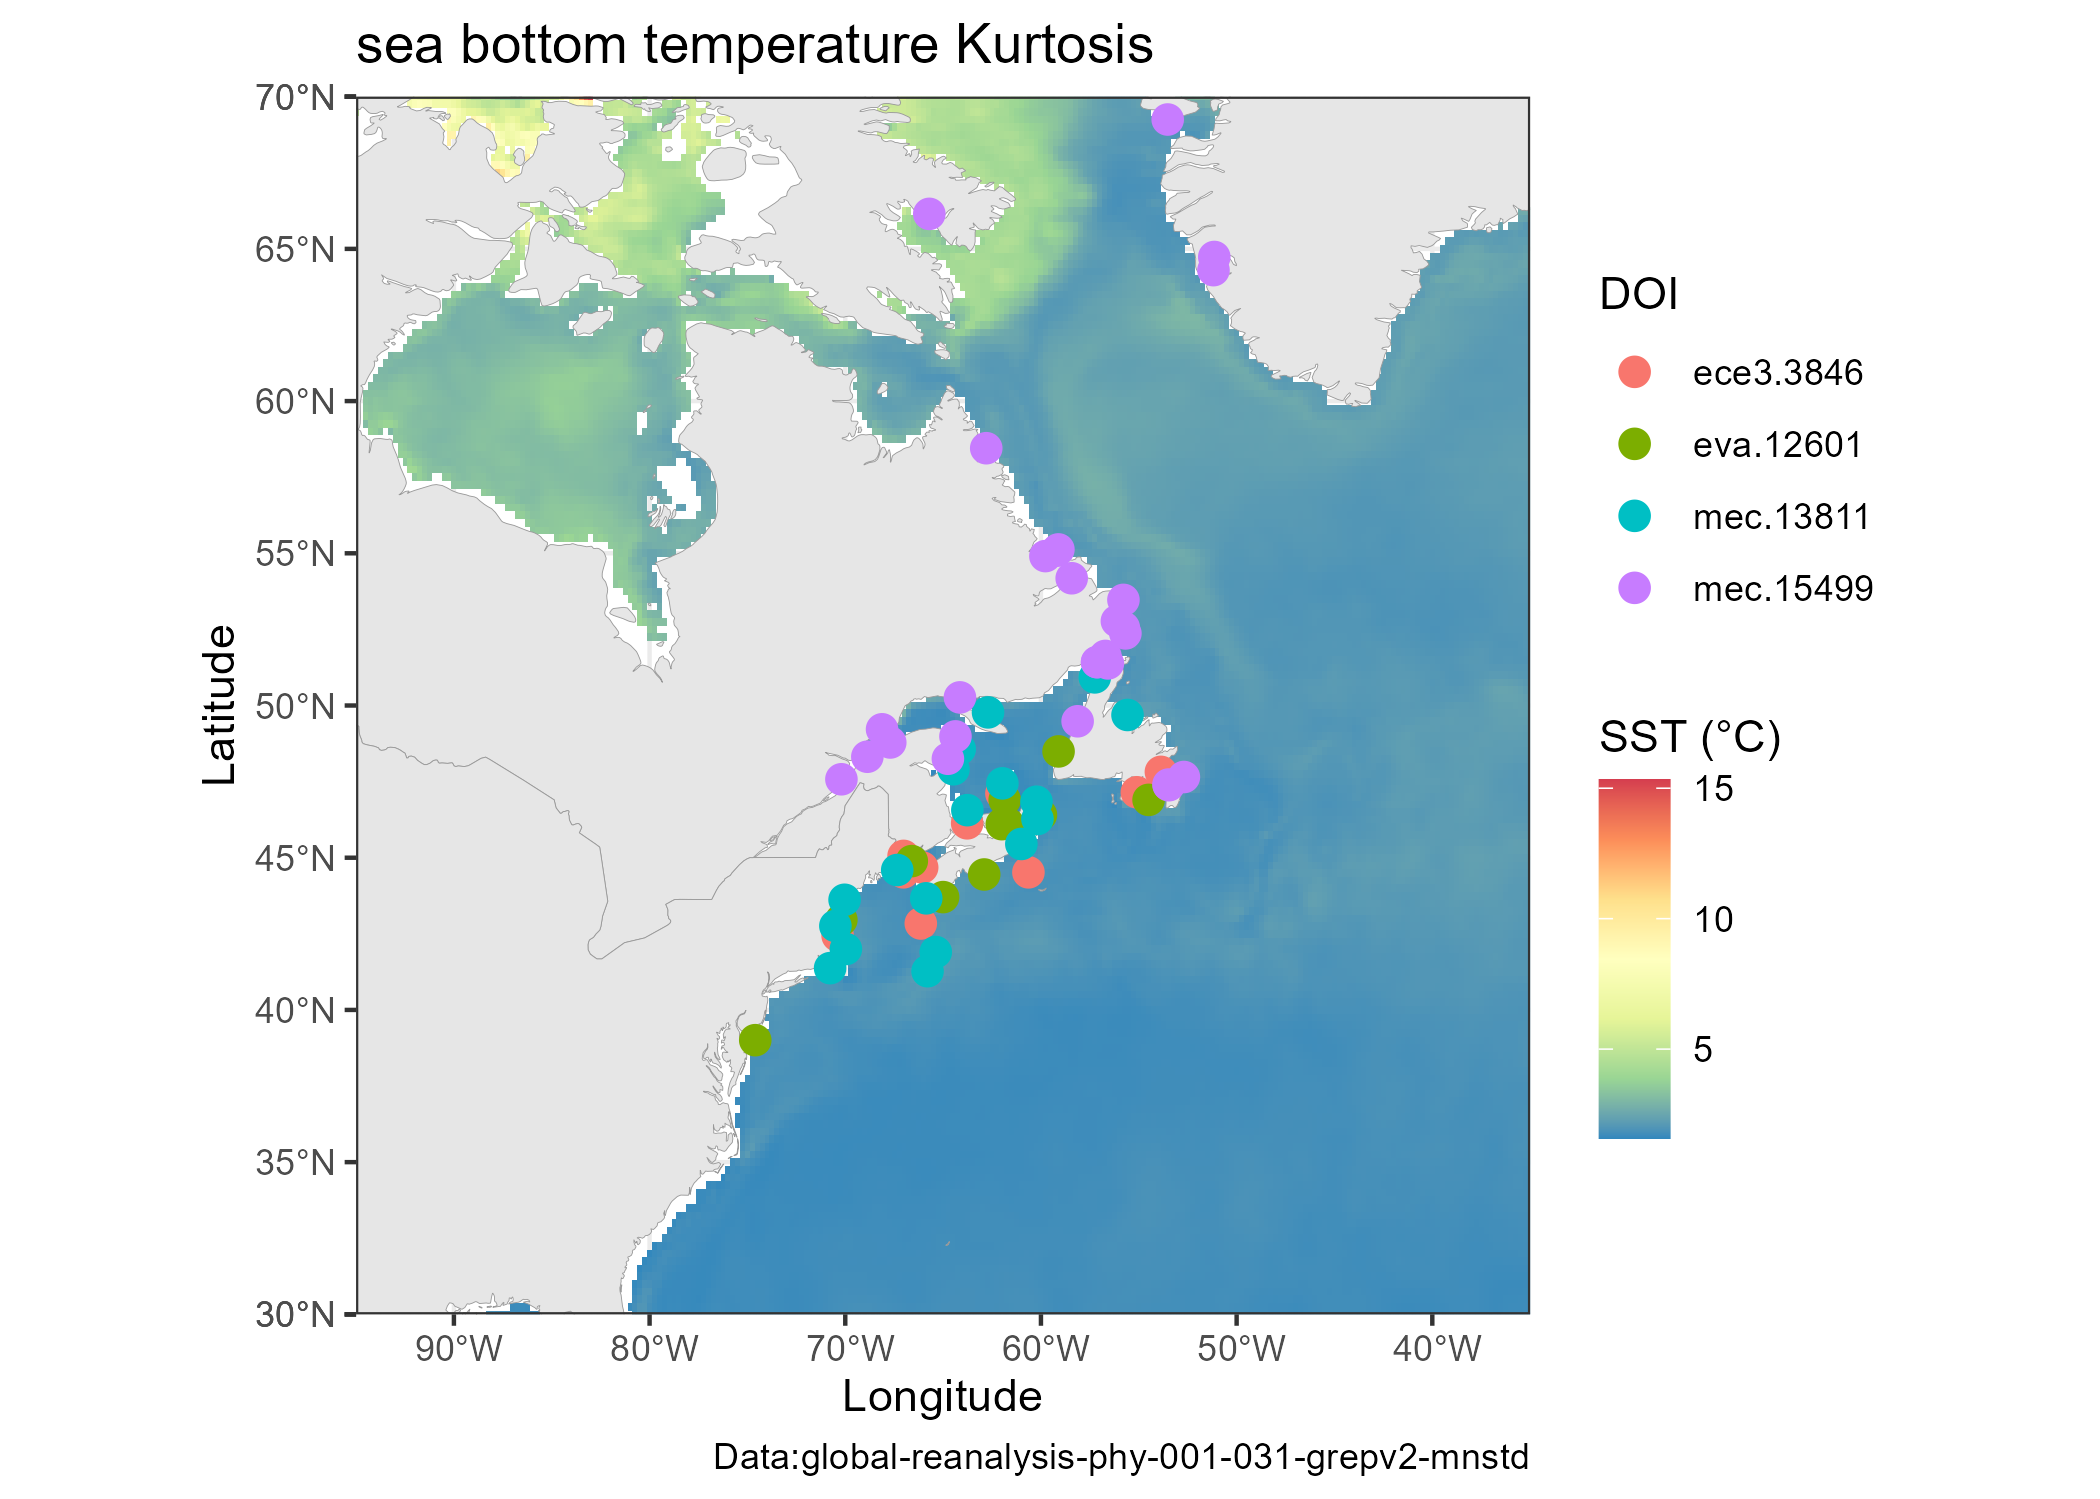 sea bottom temperature Kurtosis
70°N
65°N
60°N
55°N
50°N
45°N
40°N
35°N
30°N
Latitude
90°W 80°W 70°W 60°W 50°W 40°W
Longitude
Data:global-reanalysis-phy-001-031-grepv2-mnstd
DOI
ece3.3846
eva.12601
mec.13811
mec.15499
SST (°C)
15
10
5